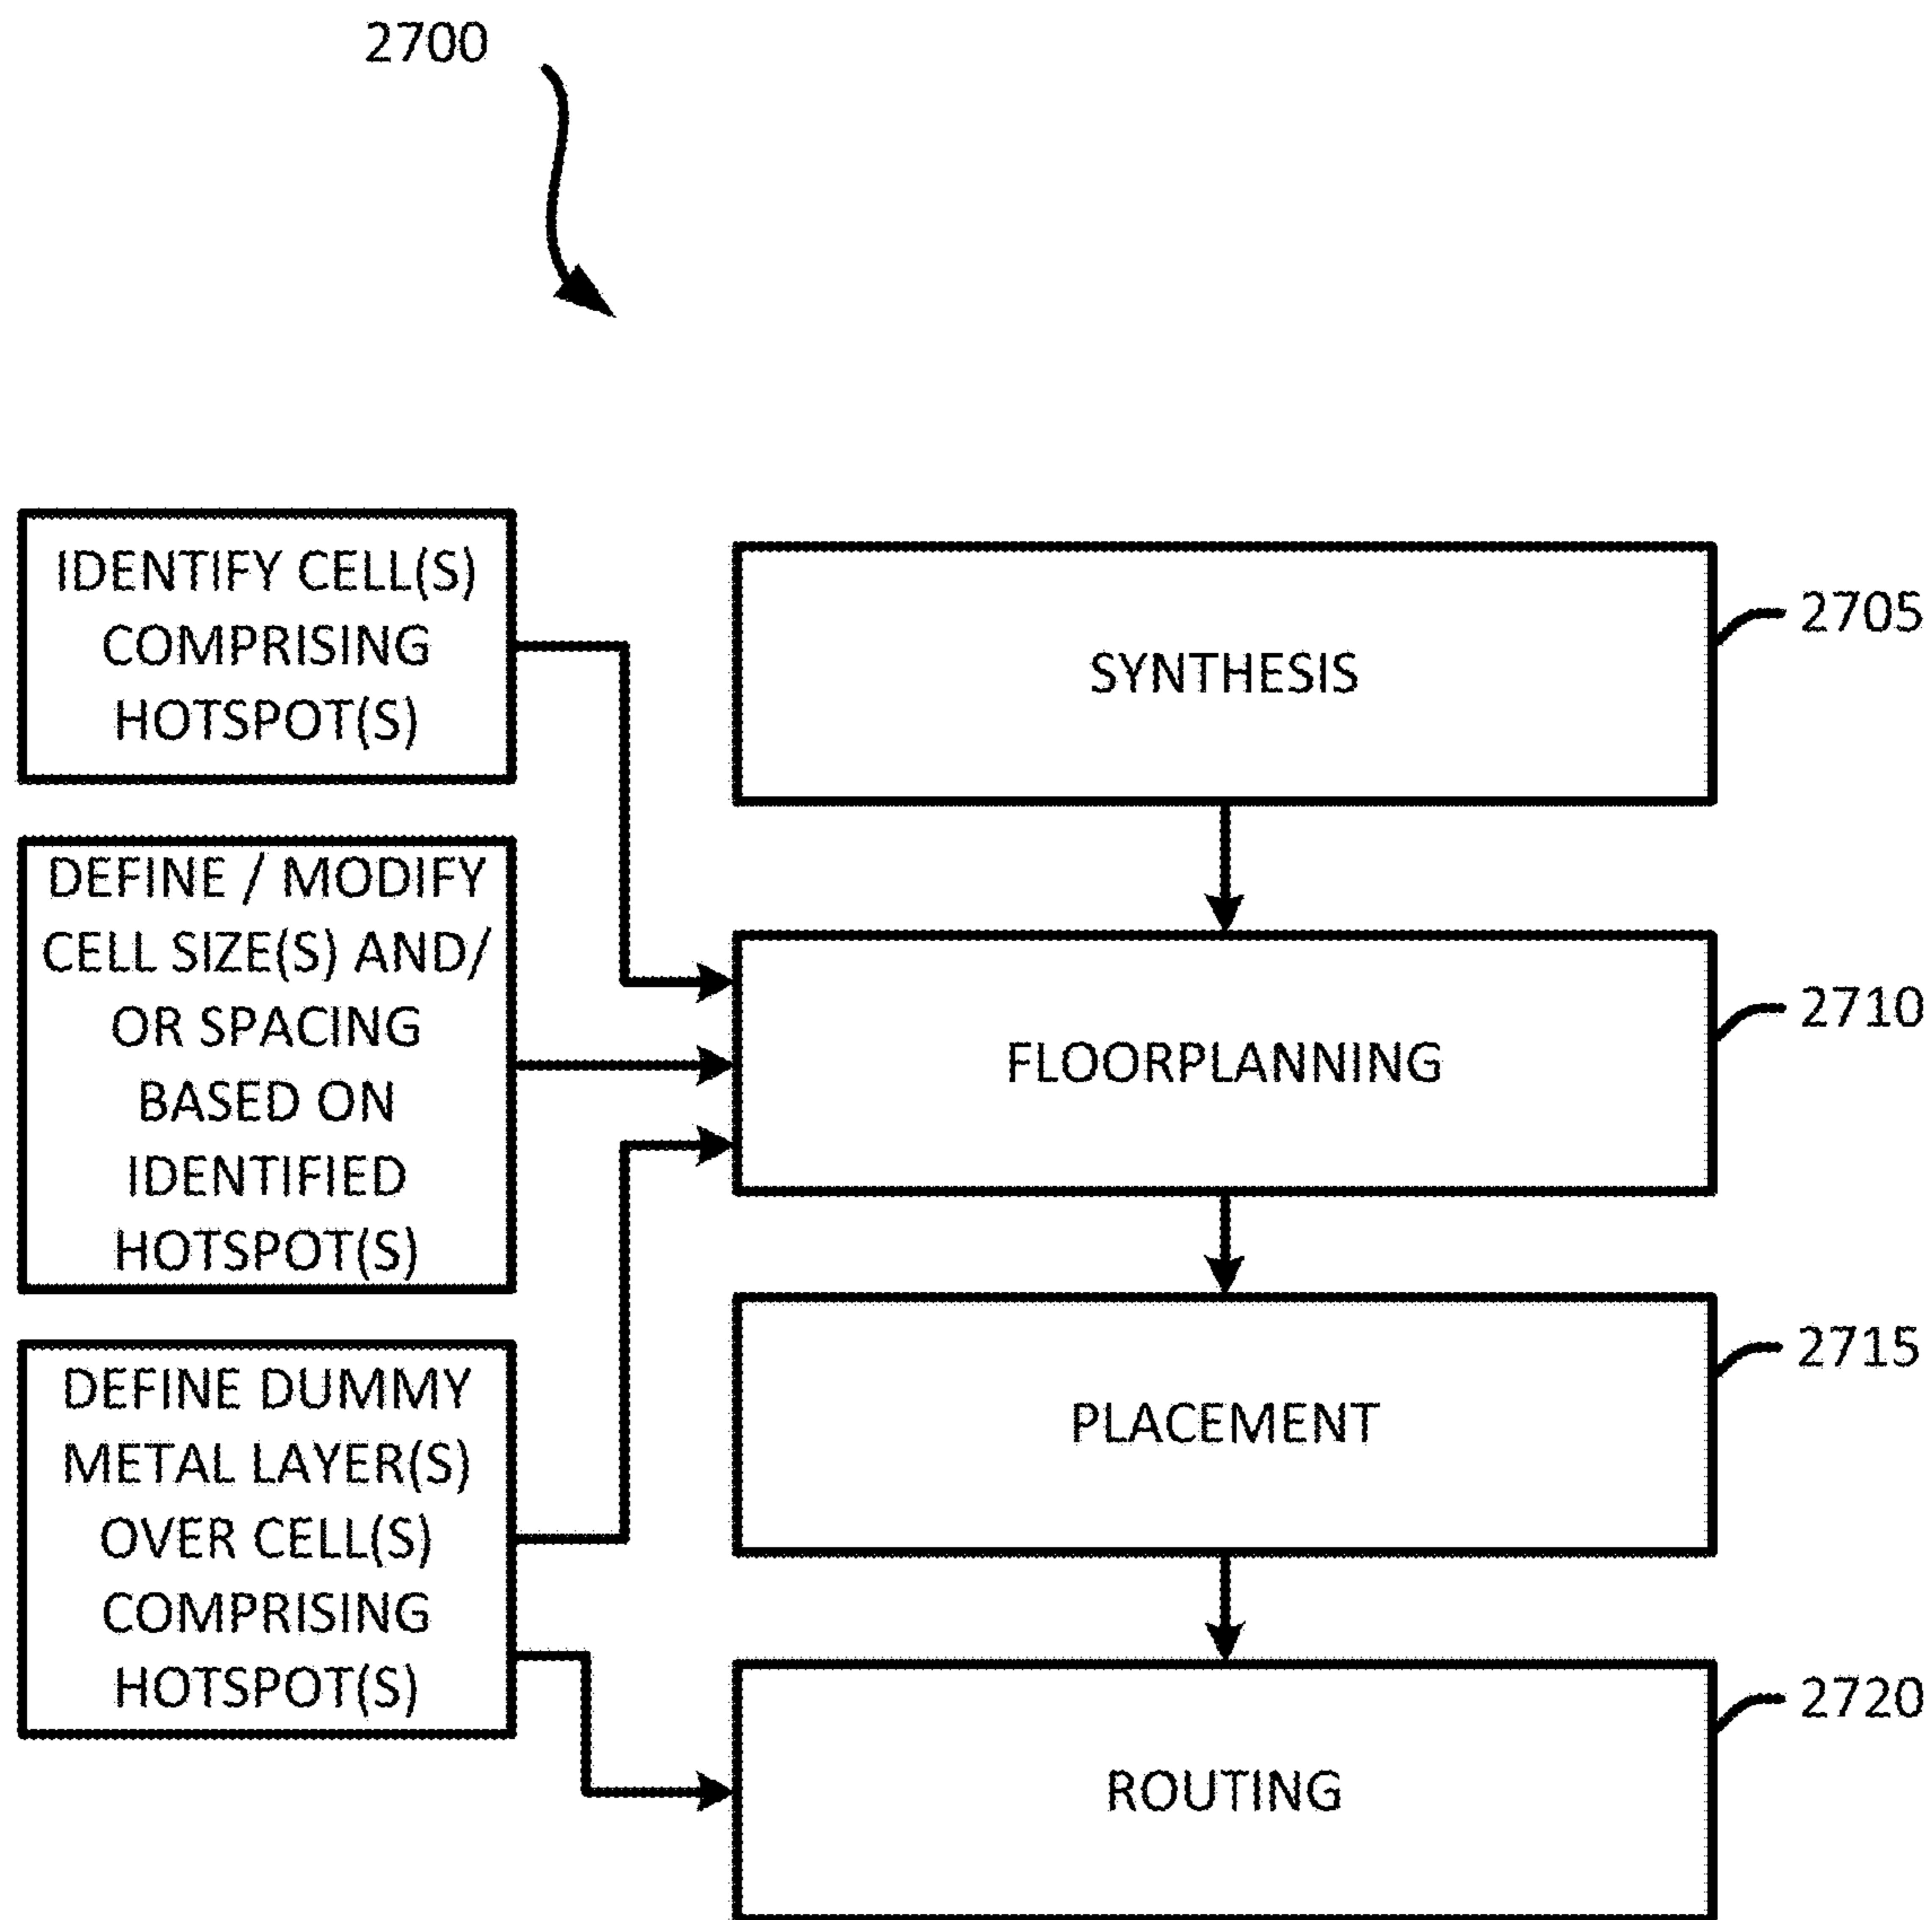 2700
IDENTIFY CELL(S)
COMPRISING
HOTSPOT(S)
DEFINE / MODIFY
CELL SIZE(S) AND/
OR SPACING
BASED ON
IDENTIFIED
HOTSPOT(S)
DEFINE DUMMY
METAL LAYER(S)
OVER CELL(S)
COMPRISING
HOTSPOT(S)
SYNTHESIS
2705
FLOORPLANNING
2710
PLACEMENT
2715
ROUTING
2720